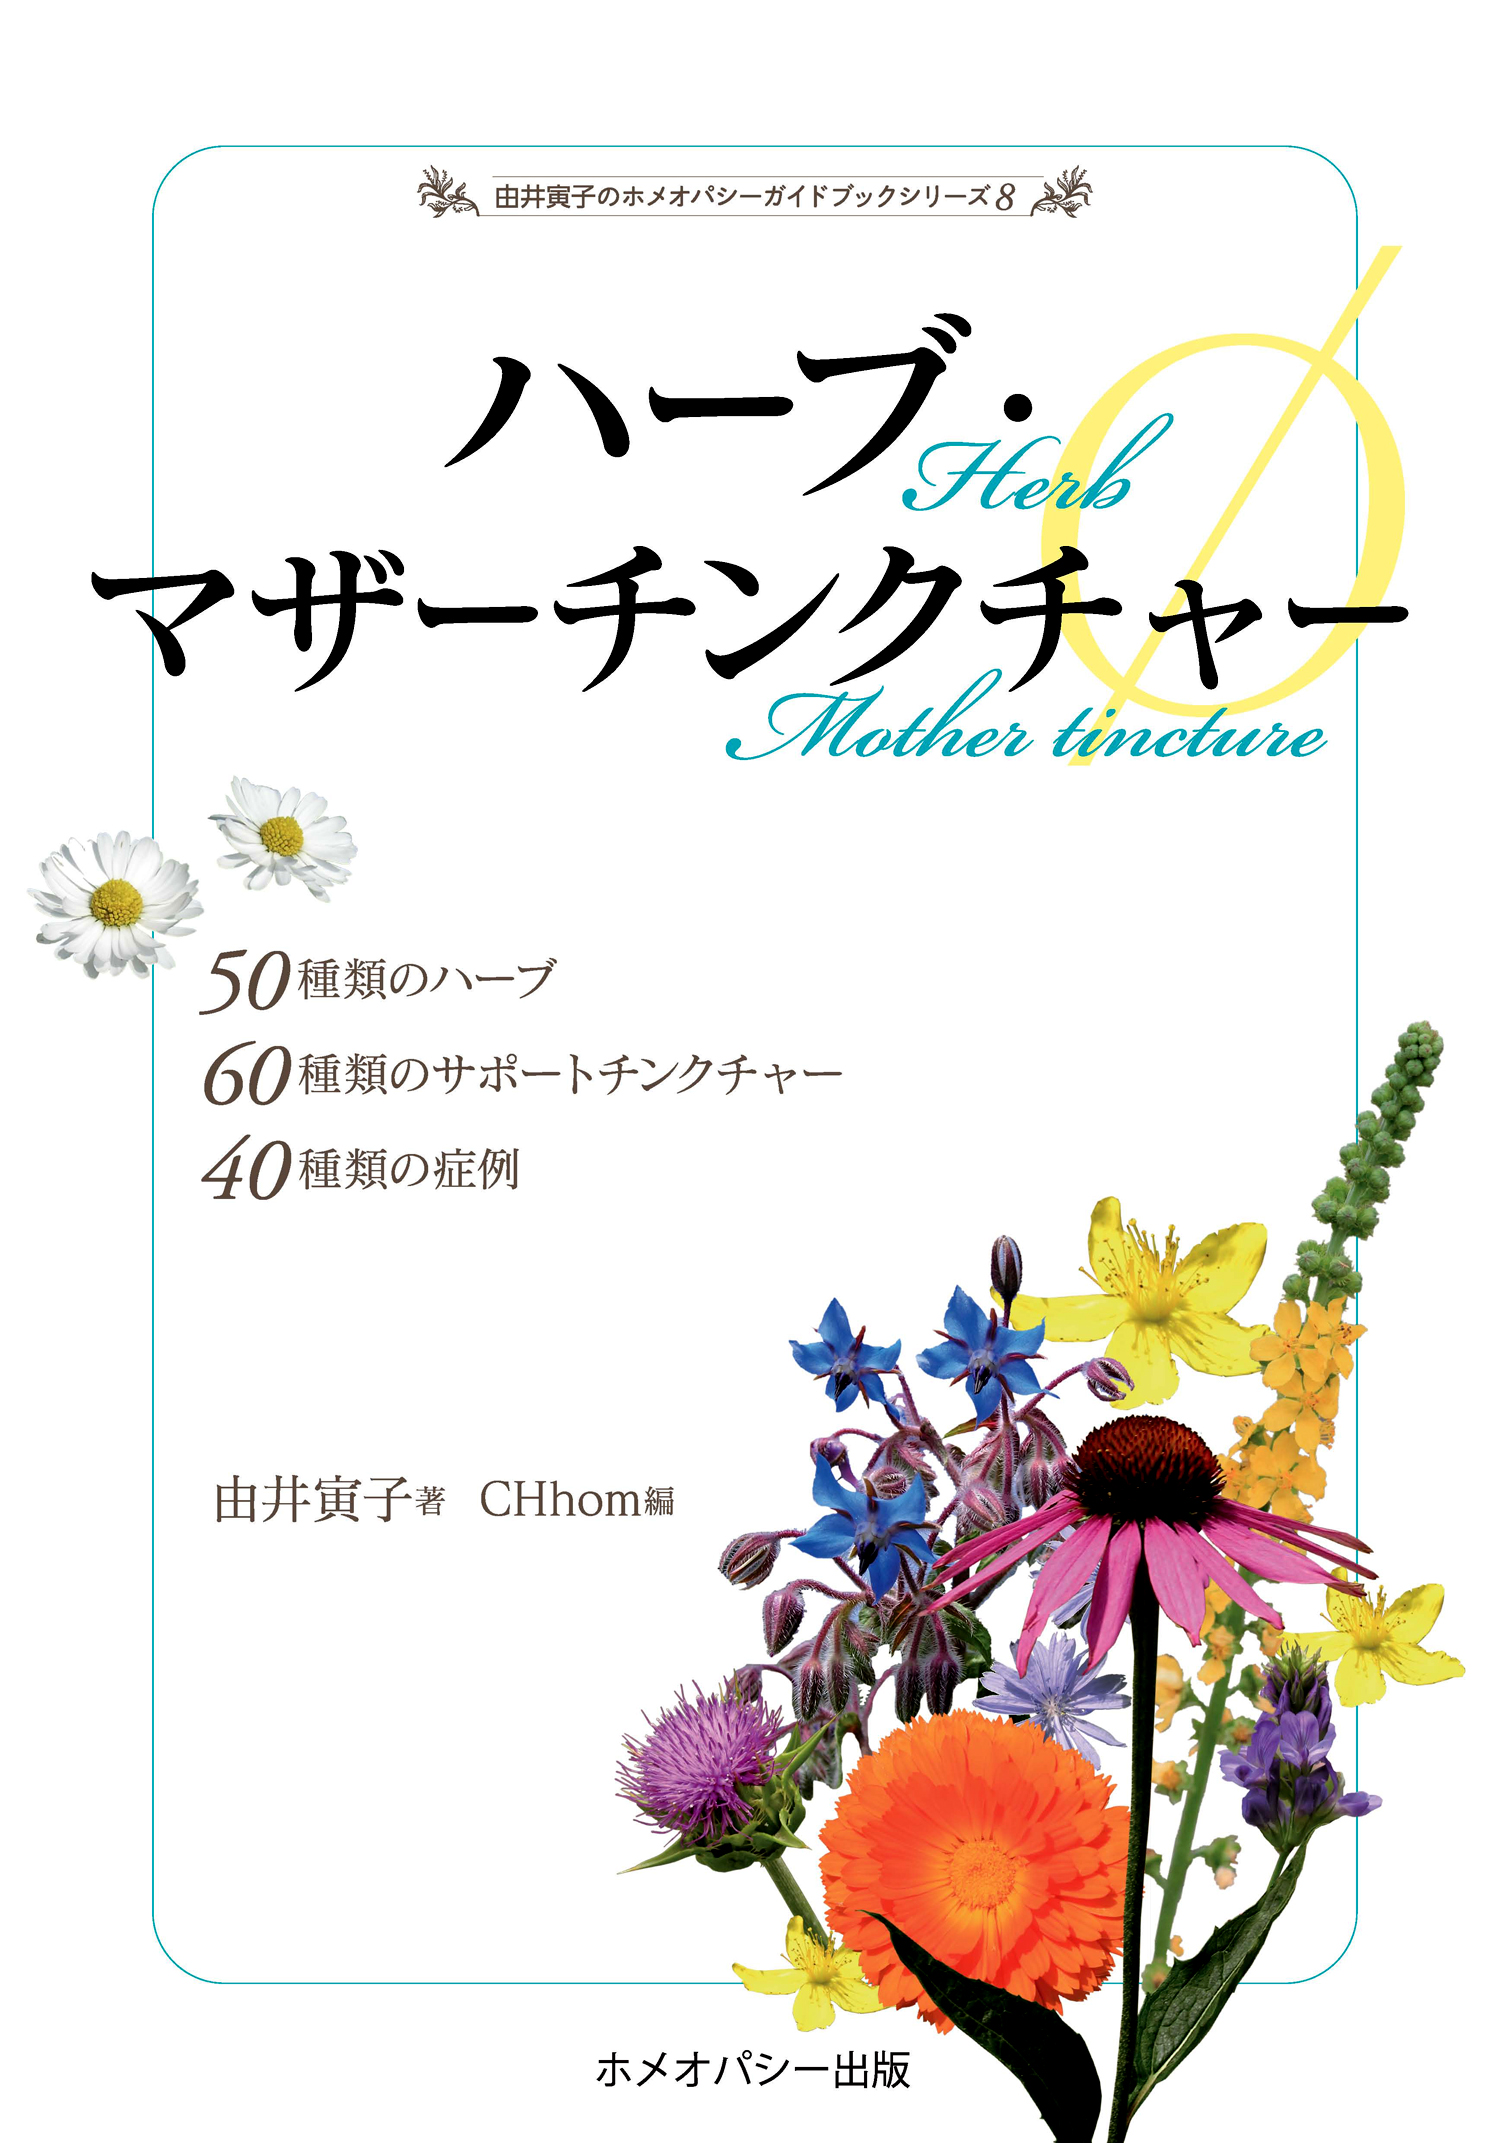 由井寅子のホメオパシーガイドブックシリーズ8
ハーブ・
Herb
マザーチンクチャー
Mother tincture
50種類のハーブ
60種類のサポートチンクチャー
40種類の症例
由井寅子著 CHhom編
ホメオパシー出版